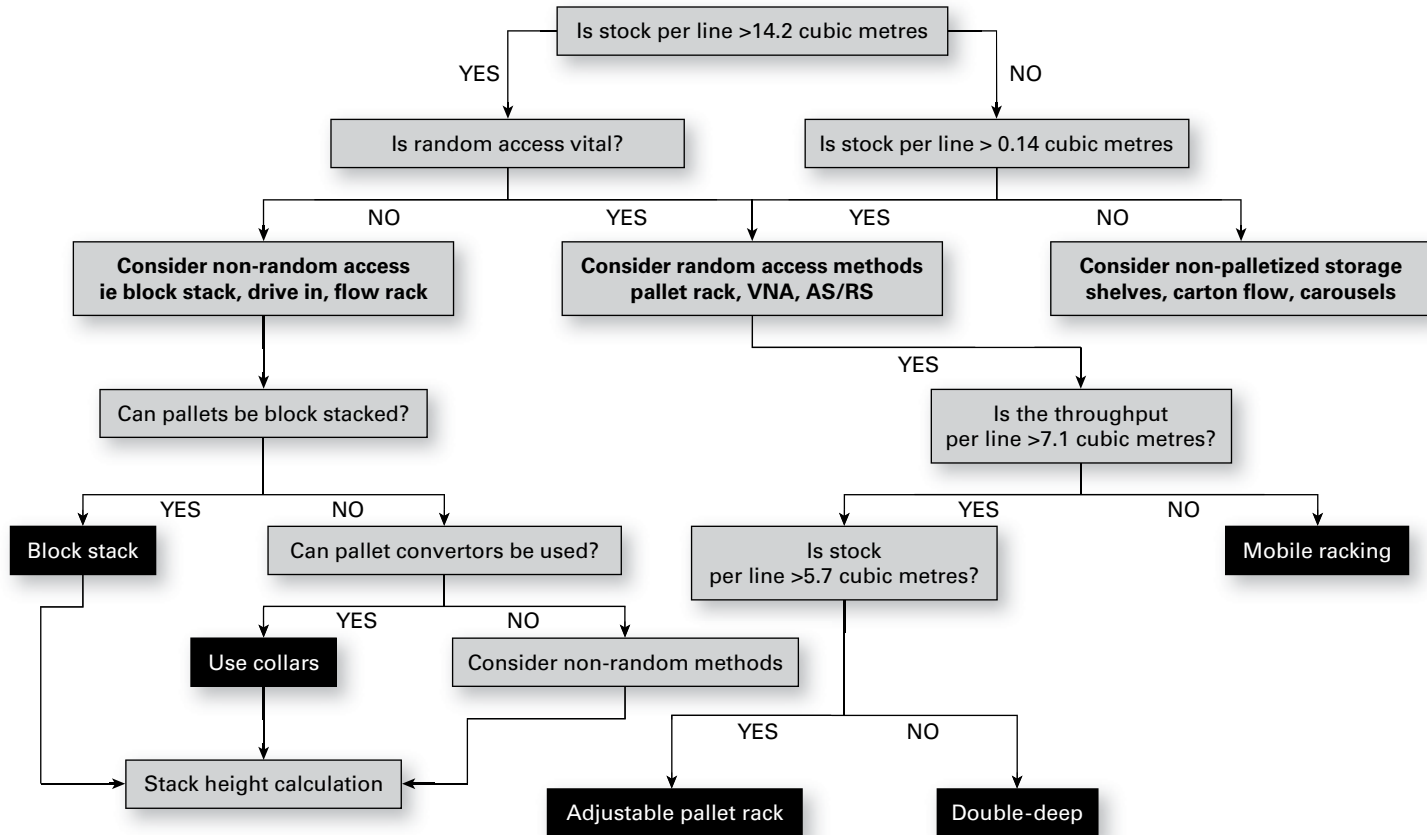 Is stock per line >14.2 cubic metres
YES
NO
Is random access vital?
Is stock per line > 0.14 cubic metres
NO
YES
YES
NO
Consider non-random access
ie block stack, drive in, flow rack
Consider random access methods
pallet rack, VNA, AS/RS
Consider non-palletized storage
shelves, carton flow, carousels
YES
Can pallets be block stacked?
Is the throughput
per line >7.1 cubic metres?
YES
NO
YES
NO
Block stack
Can pallet convertors be used?
Is stock
per line >5.7 cubic metres?
Mobile racking
YES
NO
Use collars
Consider non-random methods
YES
NO
Stack height calculation
Adjustable pallet rack
Double-deep